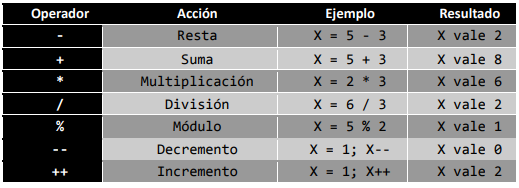 Operador Acción Ejemplo Resultado
- Resta X = 5 - 3 X vale 2
+ Suma X = 5 + 3 X vale 8
* Multiplicación X = 2 * 3 X vale 6
/ División X = 6 / 3 X vale 2
% Módulo X = 5 % 2 X vale 1
-- Decremento X = 1; X-- X vale 0
++ Incremento X = 1; X++ X vale 2